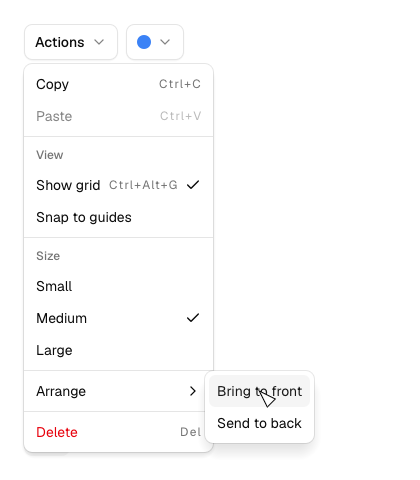 Actions
Copy Ctrl+C
Paste Ctrl+V
View
Show grid Ctrl+Alt+G
Snap to guides
Size
Small
Medium
Large
Arrange
Bring to front
Send to back
Delete Del